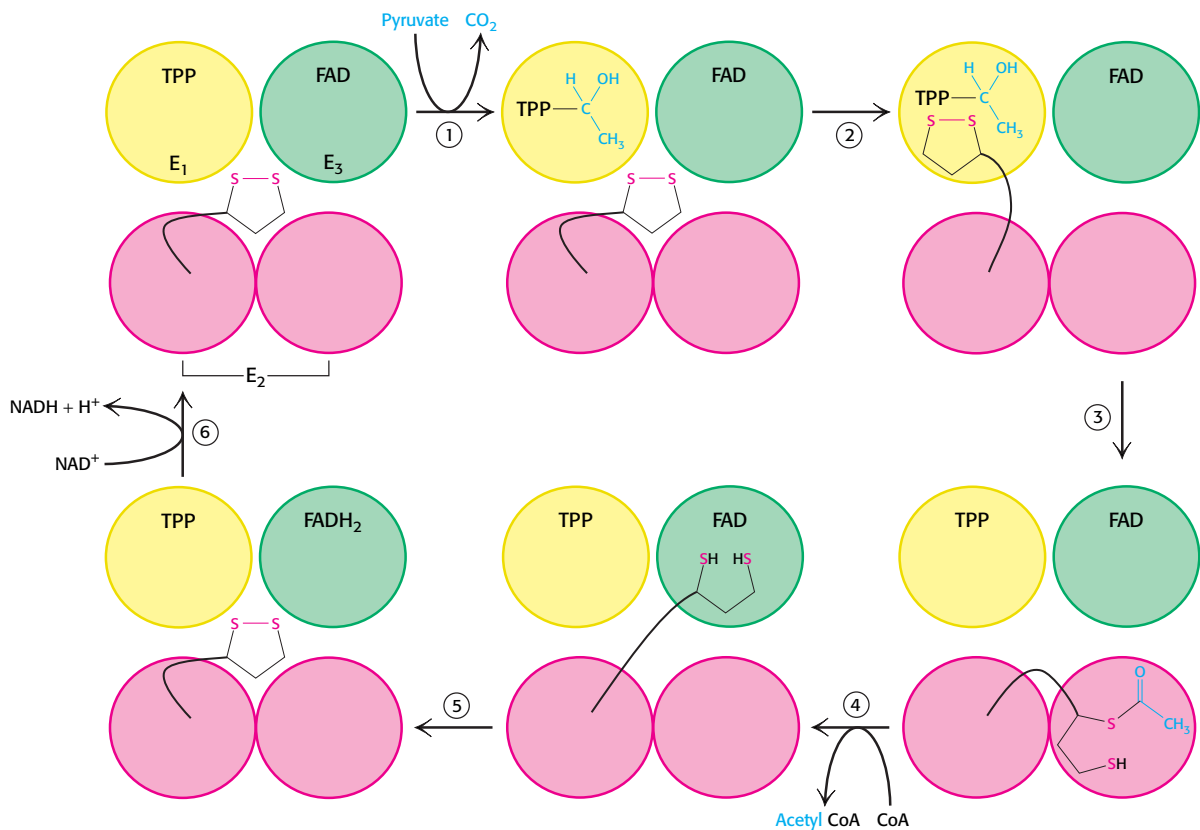 Pyruvate CO₂
TPP FAD
E₁ E₃
S S
H OH
TPP C
CH₃
FAD
S S
H OH
TPP C
CH₃
S S
FAD
①
②
E₂
③
NADH + H⁺
NAD⁺
⑥
TPP FADH₂
S S
TPP FAD
SH HS
TPP FAD
O
S CH₃
SH
⑤
④
Acetyl CoA CoA